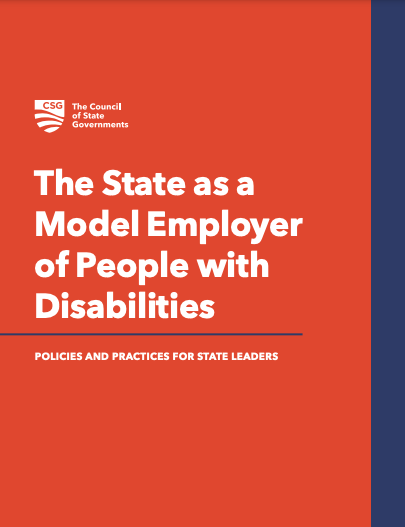 CSG
The Council
of State
Governments
The State as a
Model Employer
of People with
Disabilities
POLICIES AND PRACTICES FOR STATE LEADERS